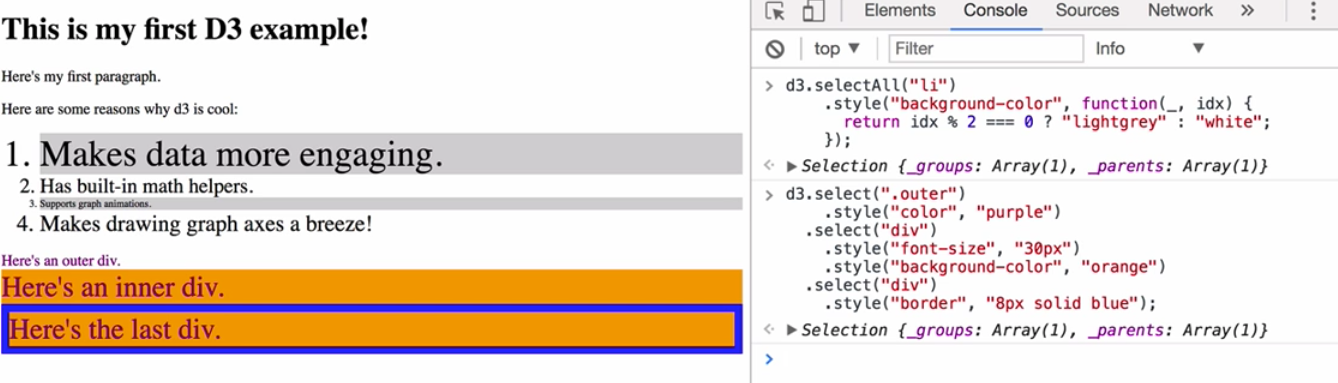 This is my first D3 example!
Here's my first paragraph.
Here are some reasons why d3 is cool:
1. Makes data more engaging.
2. Has built-in math helpers.
3. Supports graph animations.
4. Makes drawing graph axes a breeze!
Here's an outer div.
Here's an inner div.
Here's the last div.
Elements Console Sources Network »
top ▼ Filter Info ▼
> d3.selectAll("li")
.style("background-color", function(_, idx) {
return idx % 2 === 0 ? "lightgrey" : "white";
});
<· ▶Selection {_groups: Array(1), _parents: Array(1)}
> d3.select(".outer")
.style("color", "purple")
.select("div")
.style("font-size", "30px")
.style("background-color", "orange")
.select("div")
.style("border", "8px solid blue");
<· ▶Selection {_groups: Array(1), _parents: Array(1)}
>